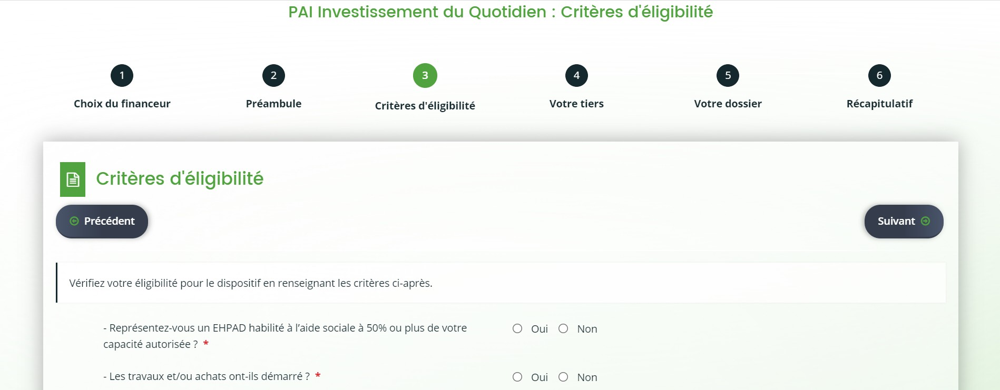 PAI Investissement du Quotidien : Critères d'éligibilité
1
2
3
4
5
6
Choix du financeur
Préambule
Critères d'éligibilité
Votre tiers
Votre dossier
Récapitulatif
Critères d'éligibilité
Précédent
Suivant
Vérifiez votre éligibilité pour le dispositif en renseignant les critères ci-après.
- Représentez-vous un EHPAD habilité à l’aide sociale à 50% ou plus de votre
capacité autorisée ? *
Oui Non
- Les travaux et/ou achats ont-ils démarré ? *
Oui Non